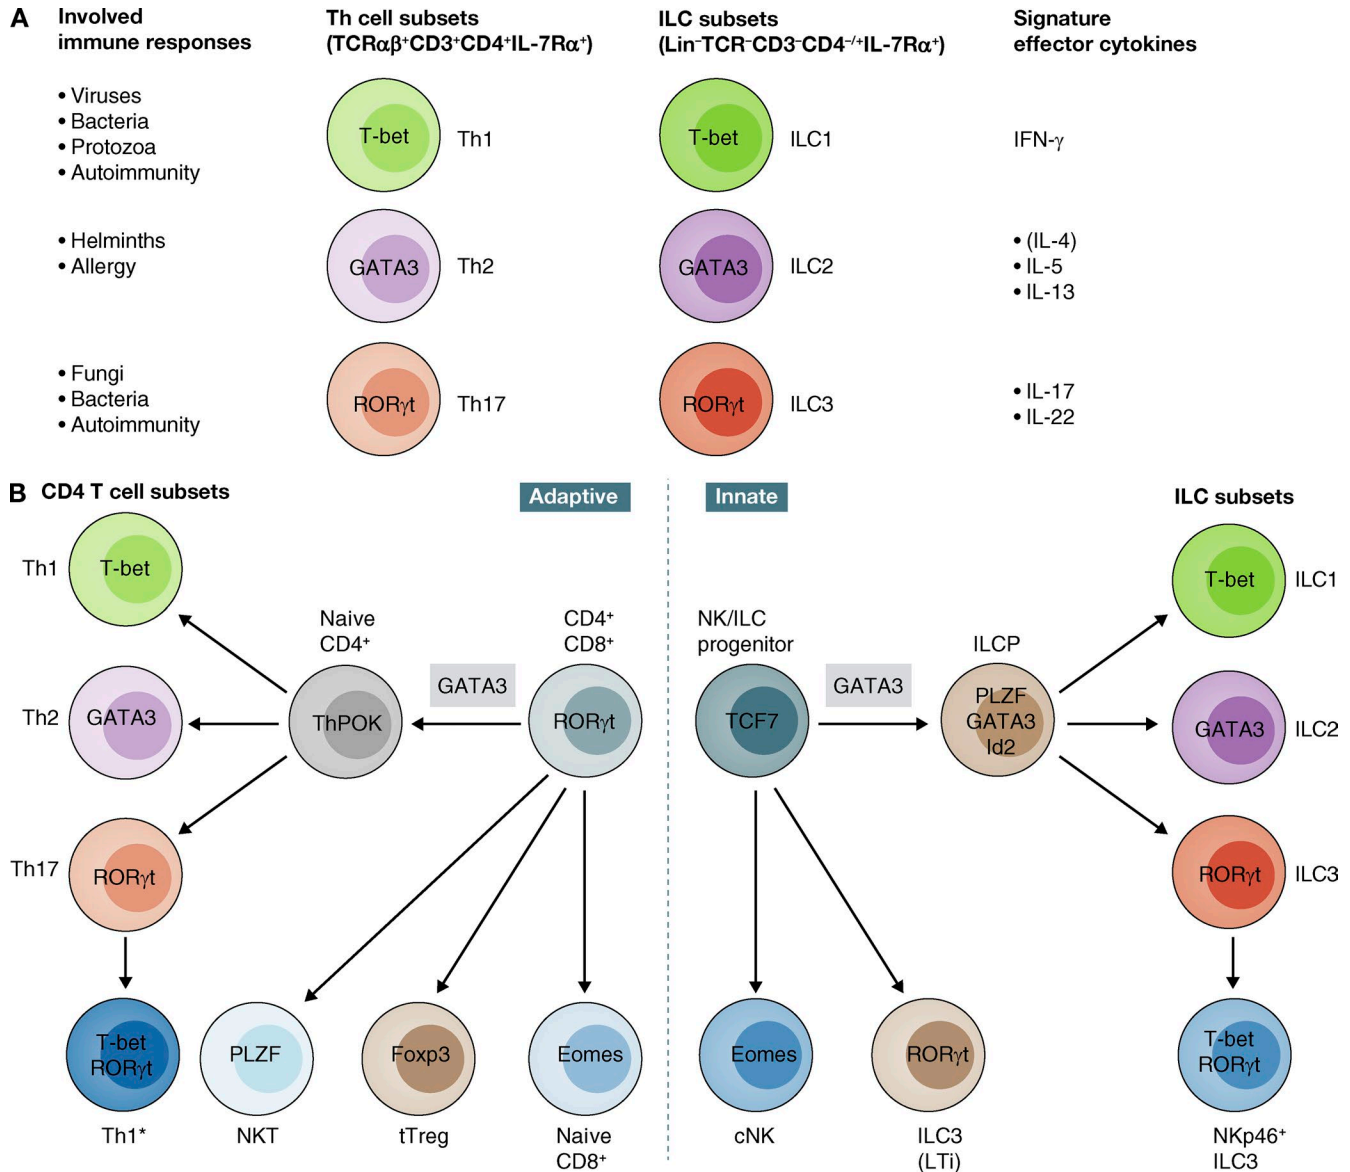 A
Involved
immune responses
Th cell subsets
(TCRαβ⁺CD3⁺CD4⁺IL-7Rα⁺)
ILC subsets
(Lin⁻TCR⁻CD3⁻CD4⁻/⁺IL-7Rα⁺)
Signature
effector cytokines
• Viruses
• Bacteria
• Protozoa
• Autoimmunity
T-bet
Th1
T-bet
ILC1
IFN-γ
• Helminths
• Allergy
GATA3
Th2
GATA3
ILC2
• (IL-4)
• IL-5
• IL-13
• Fungi
• Bacteria
• Autoimmunity
RORγt
Th17
RORγt
ILC3
• IL-17
• IL-22
B
CD4 T cell subsets
Adaptive
Innate
ILC subsets
Th1
T-bet
T-bet
ILC1
Naive
CD4⁺
CD4⁺
CD8⁺
NK/ILC
progenitor
ILCP
Th2
GATA3
ThPOK
GATA3
RORγt
TCF7
GATA3
PLZF
GATA3
Id2
GATA3
ILC2
Th17
RORγt
RORγt
ILC3
T-bet
RORγt
PLZF
Foxp3
Eomes
Eomes
RORγt
T-bet
RORγt
Th1*
NKT
tTreg
Naive
CD8⁺
cNK
ILC3
(LTi)
NKp46⁺
ILC3